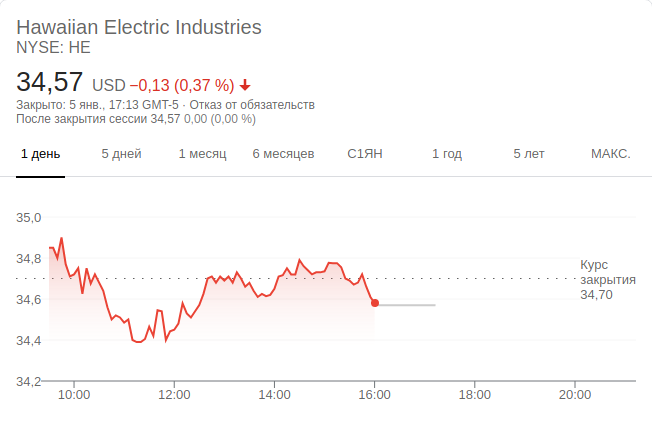 Hawaiian Electric Industries
NYSE: HE
34,57 USD −0,13 (0,37 %)
Закрыто: 5 янв., 17:13 GMT-5 · Отказ от обязательств
После закрытия сессии 34,57 0,00 (0,00 %)
1 день 5 дней 1 месяц 6 месяцев С1ЯН 1 год 5 лет МАКС.
35,0
34,8
Курс
закрытия
34,70
34,6
34,4
34,2
10:00 12:00 14:00 16:00 18:00 20:00